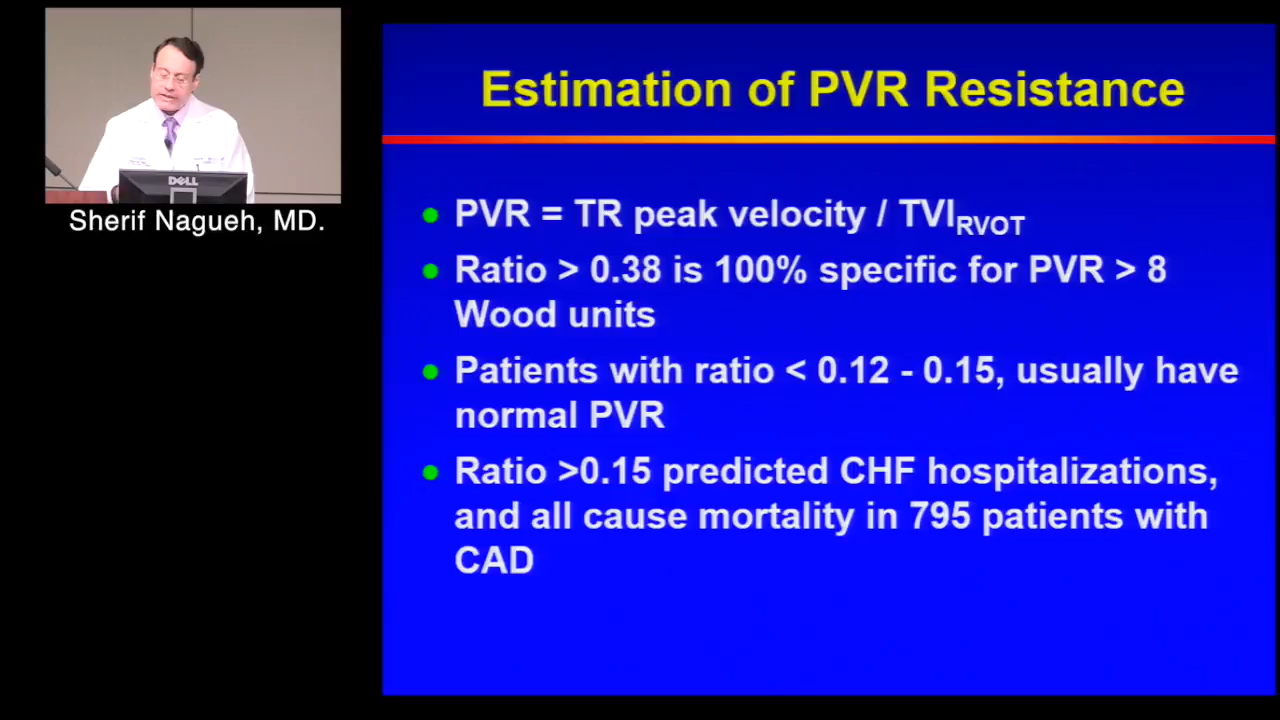 DELL
Sherif Nagueh, MD.
Estimation of PVR Resistance
PVR = TR peak velocity / TVI RVOT
Ratio > 0.38 is 100% specific for PVR > 8
Wood units
Patients with ratio < 0.12 - 0.15, usually have
normal PVR
Ratio >0.15 predicted CHF hospitalizations,
and all cause mortality in 795 patients with
CAD